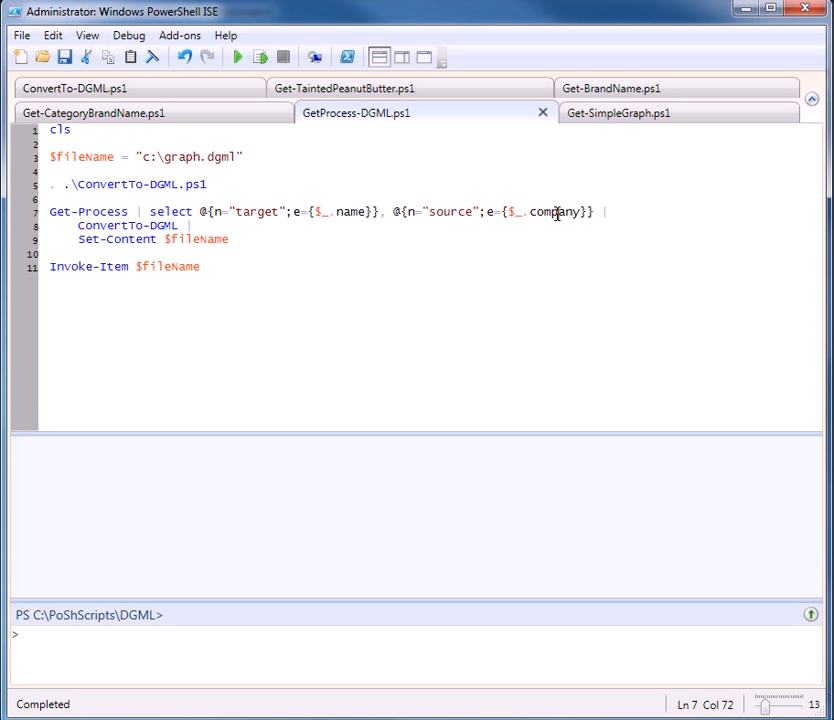 Administrator: Windows PowerShell ISE
File Edit View Debug Add-ons Help
ConvertTo-DGML.ps1 Get-TaintedPeanutButter.ps1 Get-BrandName.ps1
Get-CategoryBrandName.ps1 GetProcess-DGML.ps1 Get-SimpleGraph.ps1
1 cls
2
3 $fileName = "c:\graph.dgml"
4
5 . .\ConvertTo-DGML.ps1
6
7 Get-Process | select @{n="target";e={$_.name}}, @{n="source";e={$_.company}} |
8 ConvertTo-DGML |
9 Set-Content $fileName
10
11 Invoke-Item $fileName
PS C:\PoShScripts\DGML>
>
Completed Ln 7 Col 72 13